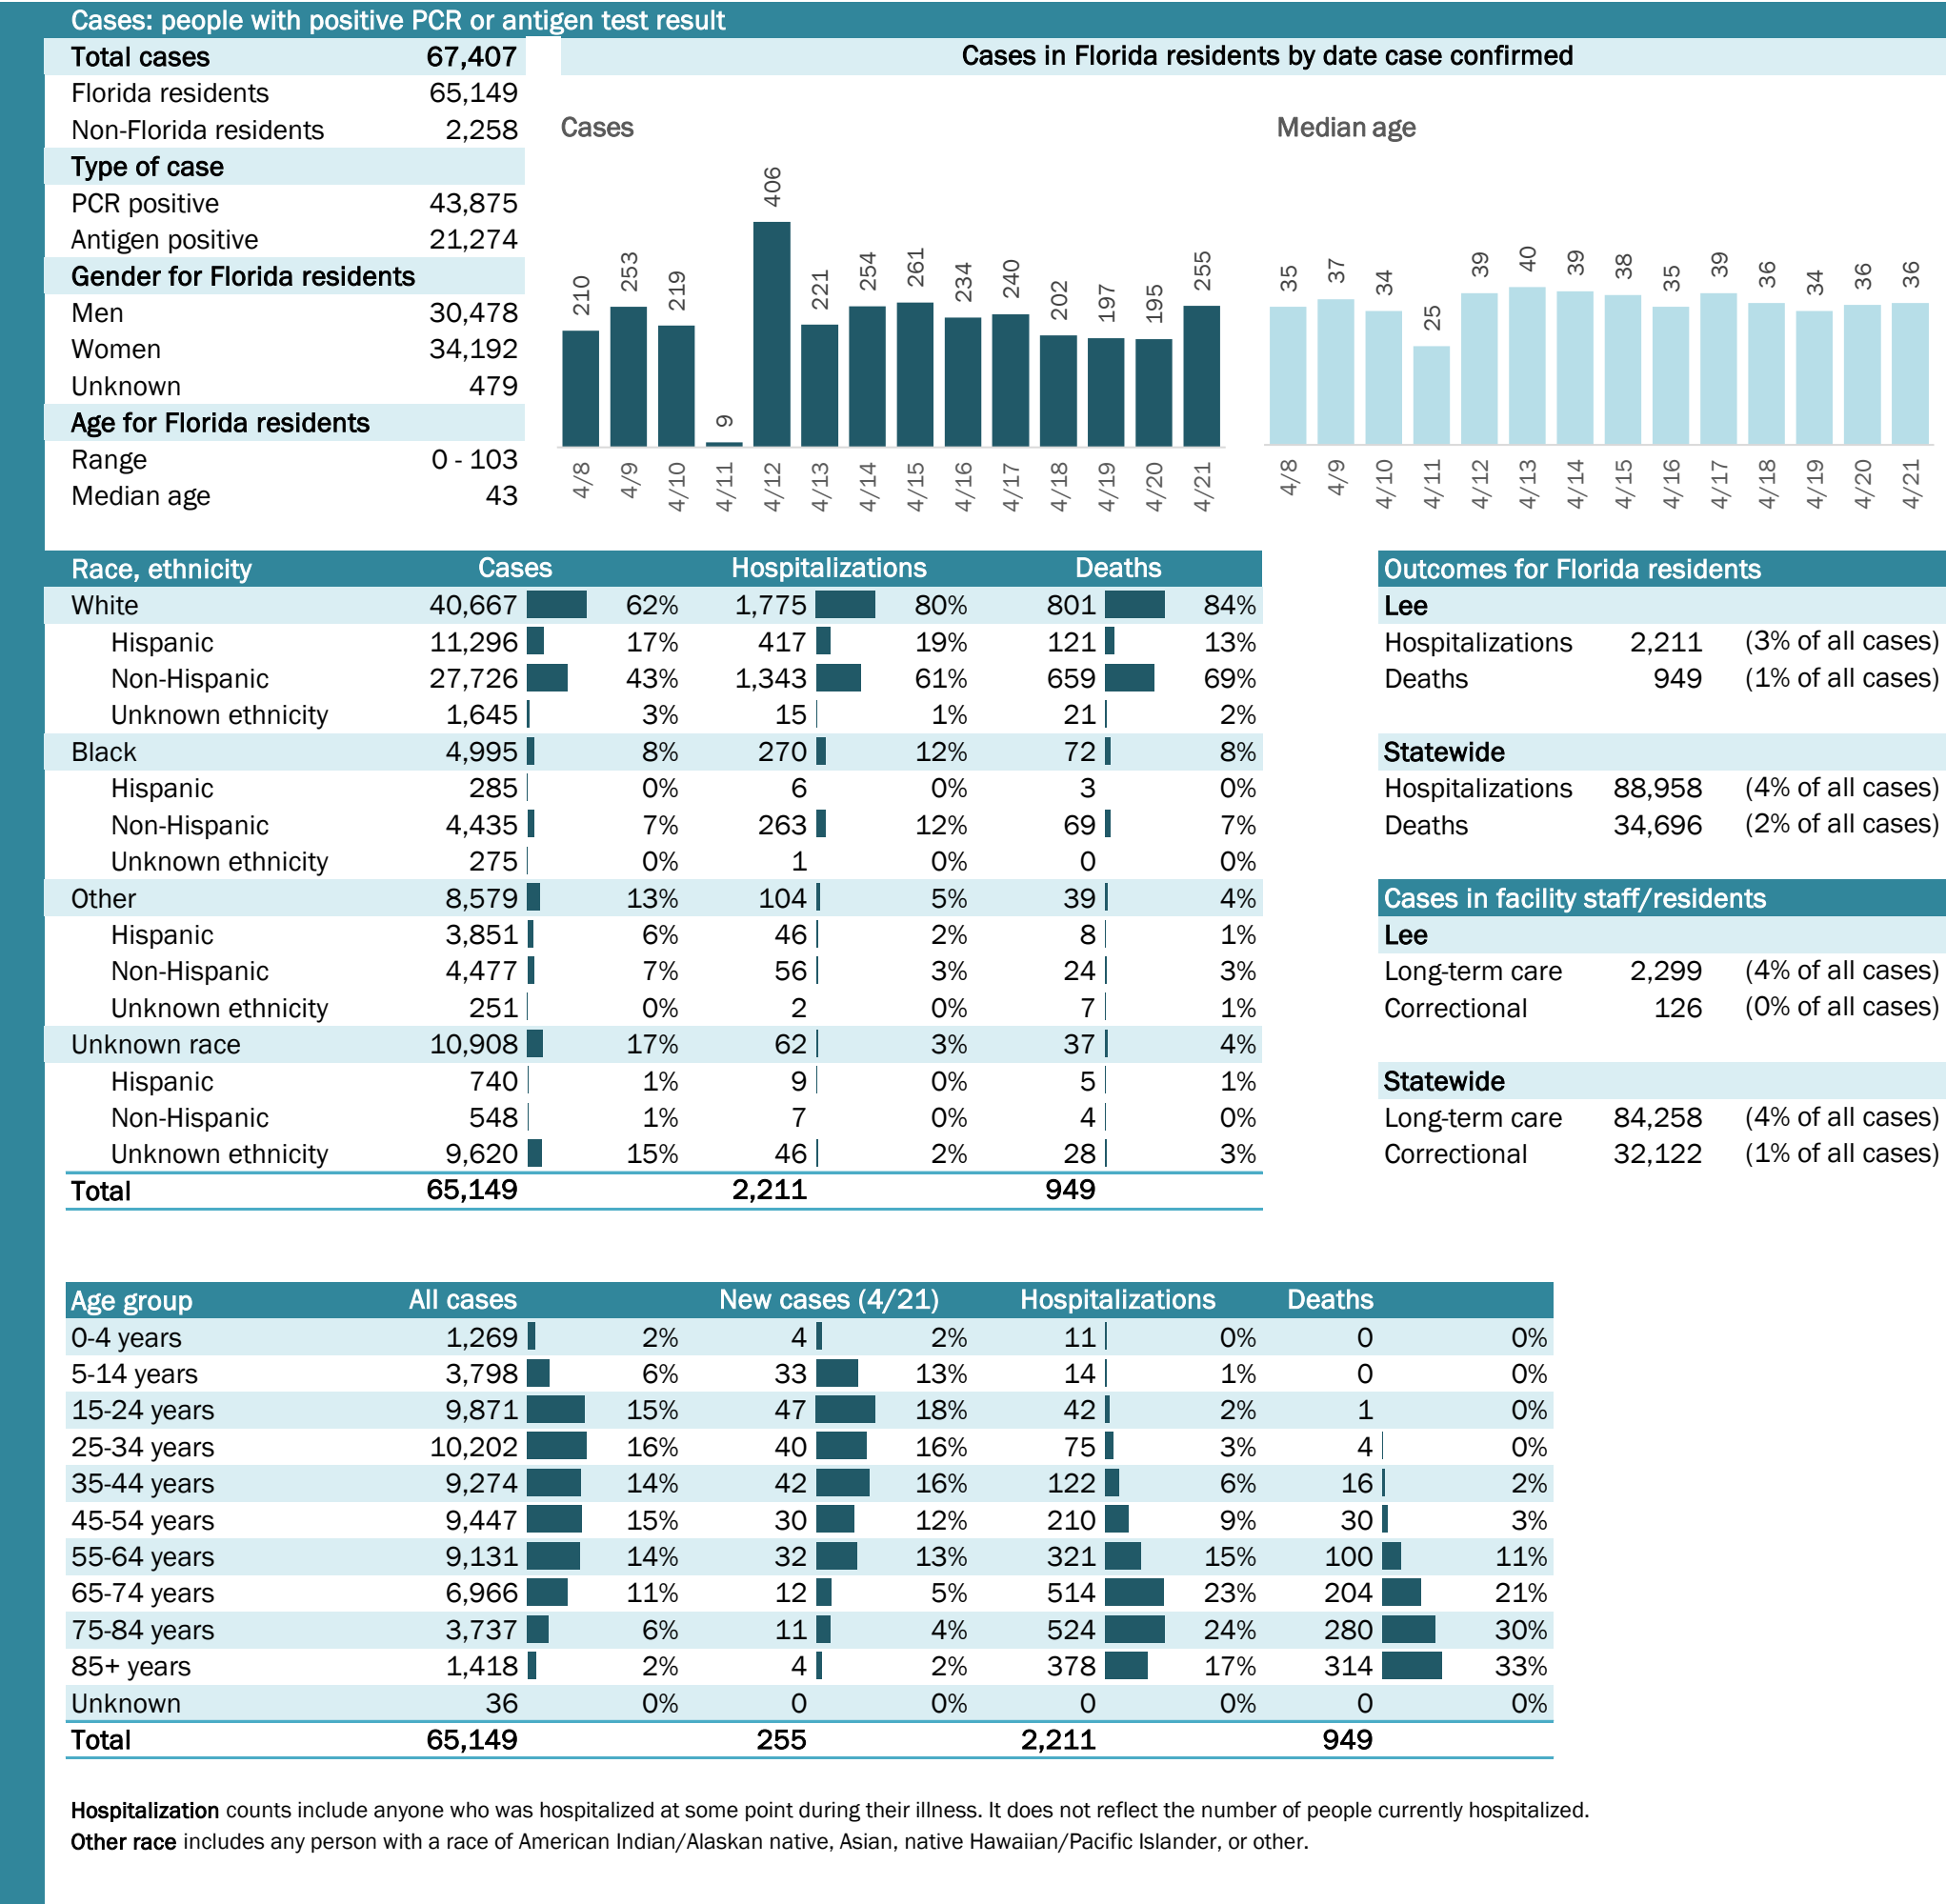 Cases: people with positive PCR or antigen test result
Total cases 67,407
Florida residents 65,149
Non-Florida residents 2,258
Type of case
PCR positive 43,875
Antigen positive 21,274
Gender for Florida residents
Men 30,478
Women 34,192
Unknown 479
Age for Florida residents
Range 0 - 103
Median age 43
Cases in Florida residents by date case confirmed
Cases
210 253 219 9 406 221 254 261 234 240 202 197 195 255
4/8 4/9 4/10 4/11 4/12 4/13 4/14 4/15 4/16 4/17 4/18 4/19 4/20 4/21
Median age
35 37 34 25 39 40 39 38 35 39 36 34 36 36
4/8 4/9 4/10 4/11 4/12 4/13 4/14 4/15 4/16 4/17 4/18 4/19 4/20 4/21
Race, ethnicity Cases Hospitalizations Deaths
White 40,667 62% 1,775 80% 801 84%
Hispanic 11,296 17% 417 19% 121 13%
Non-Hispanic 27,726 43% 1,343 61% 659 69%
Unknown ethnicity 1,645 3% 15 1% 21 2%
Black 4,995 8% 270 12% 72 8%
Hispanic 285 0% 6 0% 3 0%
Non-Hispanic 4,435 7% 263 12% 69 7%
Unknown ethnicity 275 0% 1 0% 0 0%
Other 8,579 13% 104 5% 39 4%
Hispanic 3,851 6% 46 2% 8 1%
Non-Hispanic 4,477 7% 56 3% 24 3%
Unknown ethnicity 251 0% 2 0% 7 1%
Unknown race 10,908 17% 62 3% 37 4%
Hispanic 740 1% 9 0% 5 1%
Non-Hispanic 548 1% 7 0% 4 0%
Unknown ethnicity 9,620 15% 46 2% 28 3%
Total 65,149 2,211 949
Outcomes for Florida residents
Lee
Hospitalizations 2,211 (3% of all cases)
Deaths 949 (1% of all cases)
Statewide
Hospitalizations 88,958 (4% of all cases)
Deaths 34,696 (2% of all cases)
Cases in facility staff/residents
Lee
Long-term care 2,299 (4% of all cases)
Correctional 126 (0% of all cases)
Statewide
Long-term care 84,258 (4% of all cases)
Correctional 32,122 (1% of all cases)
Age group All cases New cases (4/21) Hospitalizations Deaths
0-4 years 1,269 2% 4 2% 11 0% 0 0%
5-14 years 3,798 6% 33 13% 14 1% 0 0%
15-24 years 9,871 15% 47 18% 42 2% 1 0%
25-34 years 10,202 16% 40 16% 75 3% 4 0%
35-44 years 9,274 14% 42 16% 122 6% 16 2%
45-54 years 9,447 15% 30 12% 210 9% 30 3%
55-64 years 9,131 14% 32 13% 321 15% 100 11%
65-74 years 6,966 11% 12 5% 514 23% 204 21%
75-84 years 3,737 6% 11 4% 524 24% 280 30%
85+ years 1,418 2% 4 2% 378 17% 314 33%
Unknown 36 0% 0 0% 0 0% 0 0%
Total 65,149 255 2,211 949
Hospitalization counts include anyone who was hospitalized at some point during their illness. It does not reflect the number of people currently hospitalized.
Other race includes any person with a race of American Indian/Alaskan native, Asian, native Hawaiian/Pacific Islander, or other.